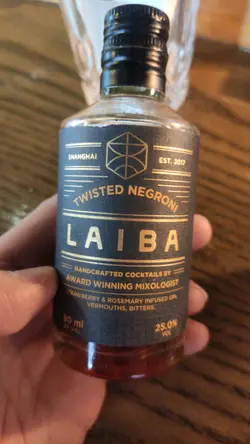 SHANGHAI
EST. 2017
TWISTED NEGRONI
LAIBA
HANDCRAFTED COCKTAILS BY
AWARD WINNING MIXOLOGIST
STRAWBERRY & ROSEMARY INFUSED GIN,
VERMOUTHS, BITTERS.
90 ml
25.0%
VOL